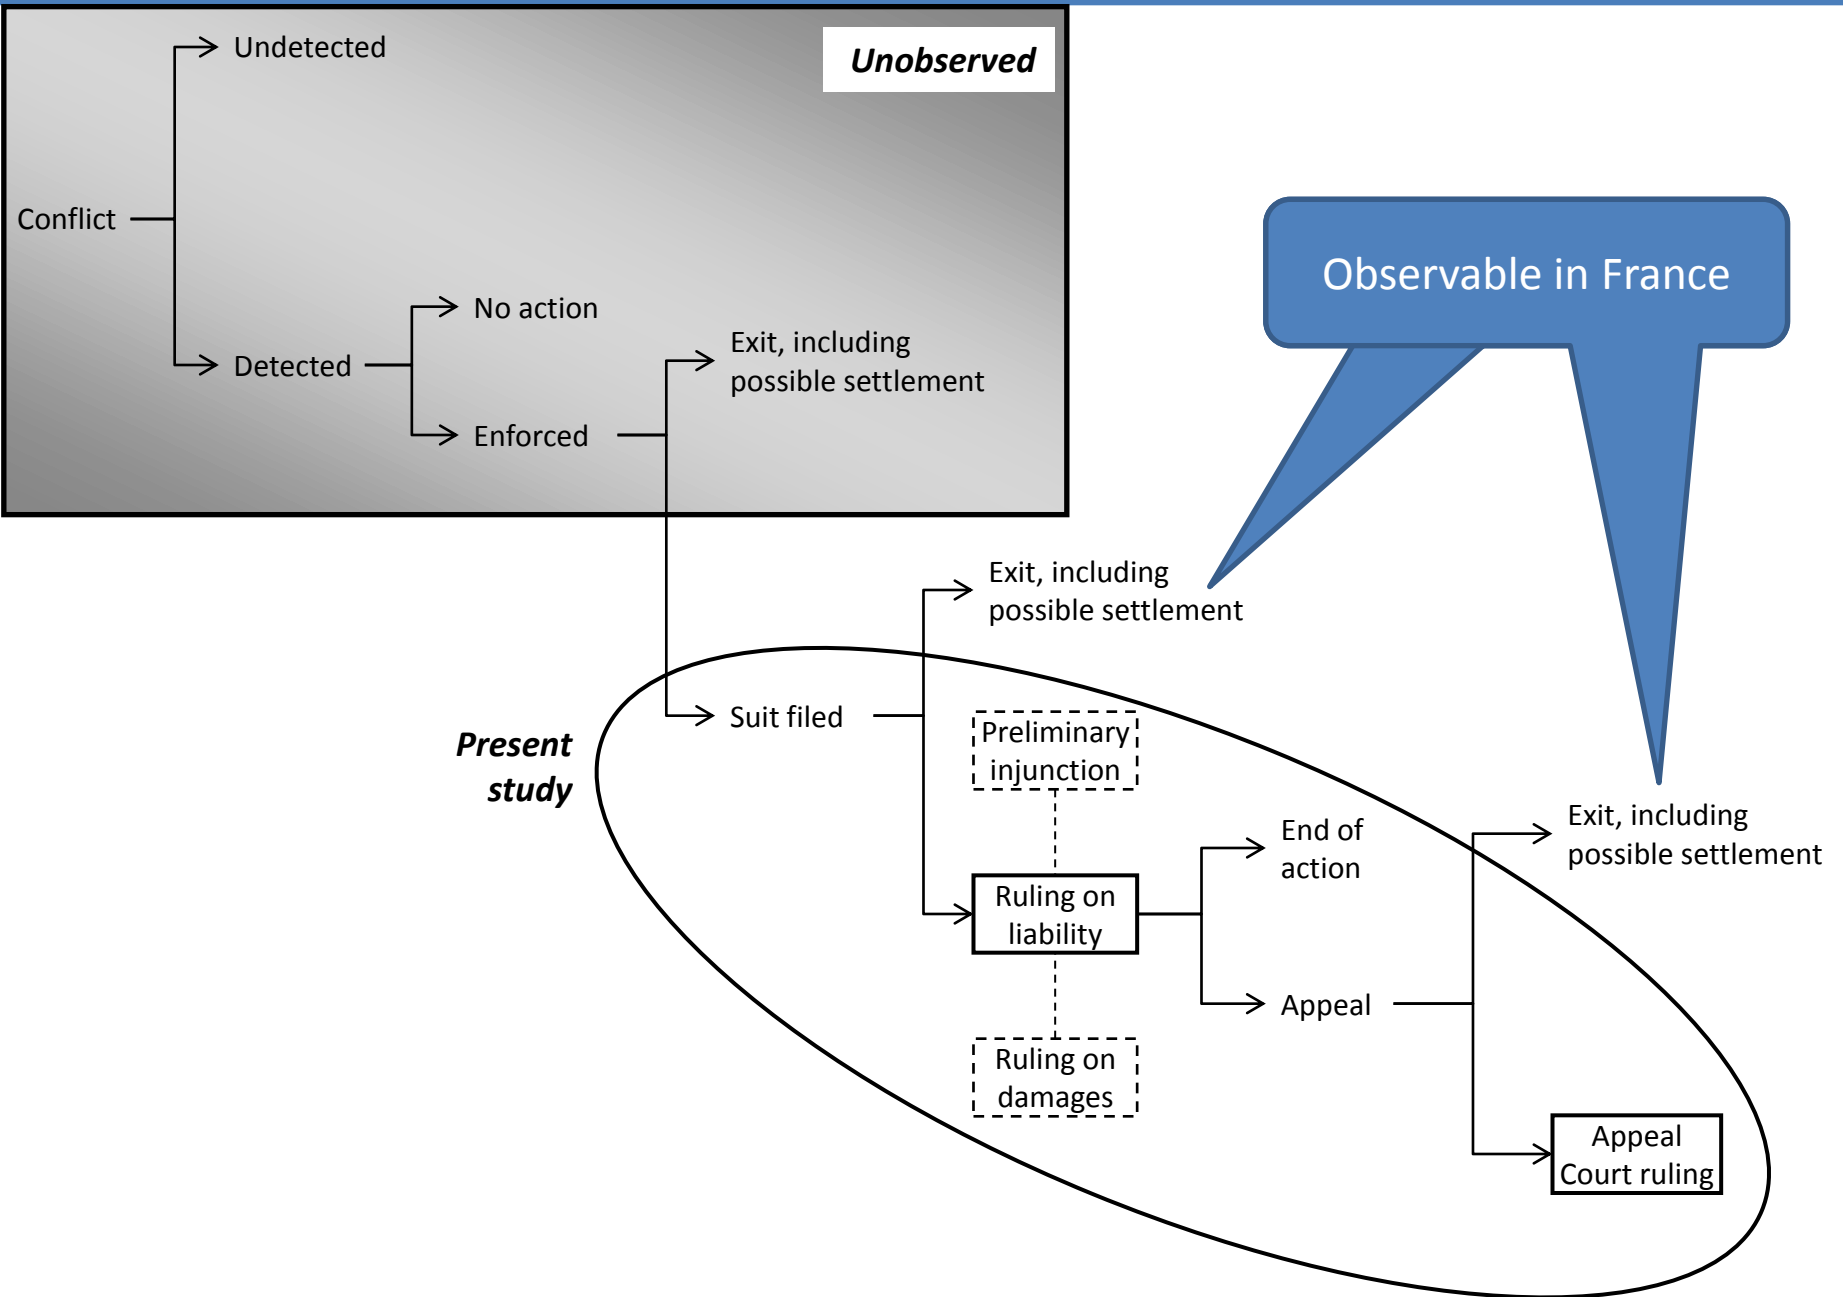 Undetected
Unobserved
Conflict
Observable in France
No action
Exit, including
possible settlement
Detected
Enforced
Exit, including
possible settlement
Suit filed
Present
study
Preliminary
injunction
Exit, including
possible settlement
End of
action
Ruling on
liability
Appeal
Ruling on
damages
Appeal
Court ruling